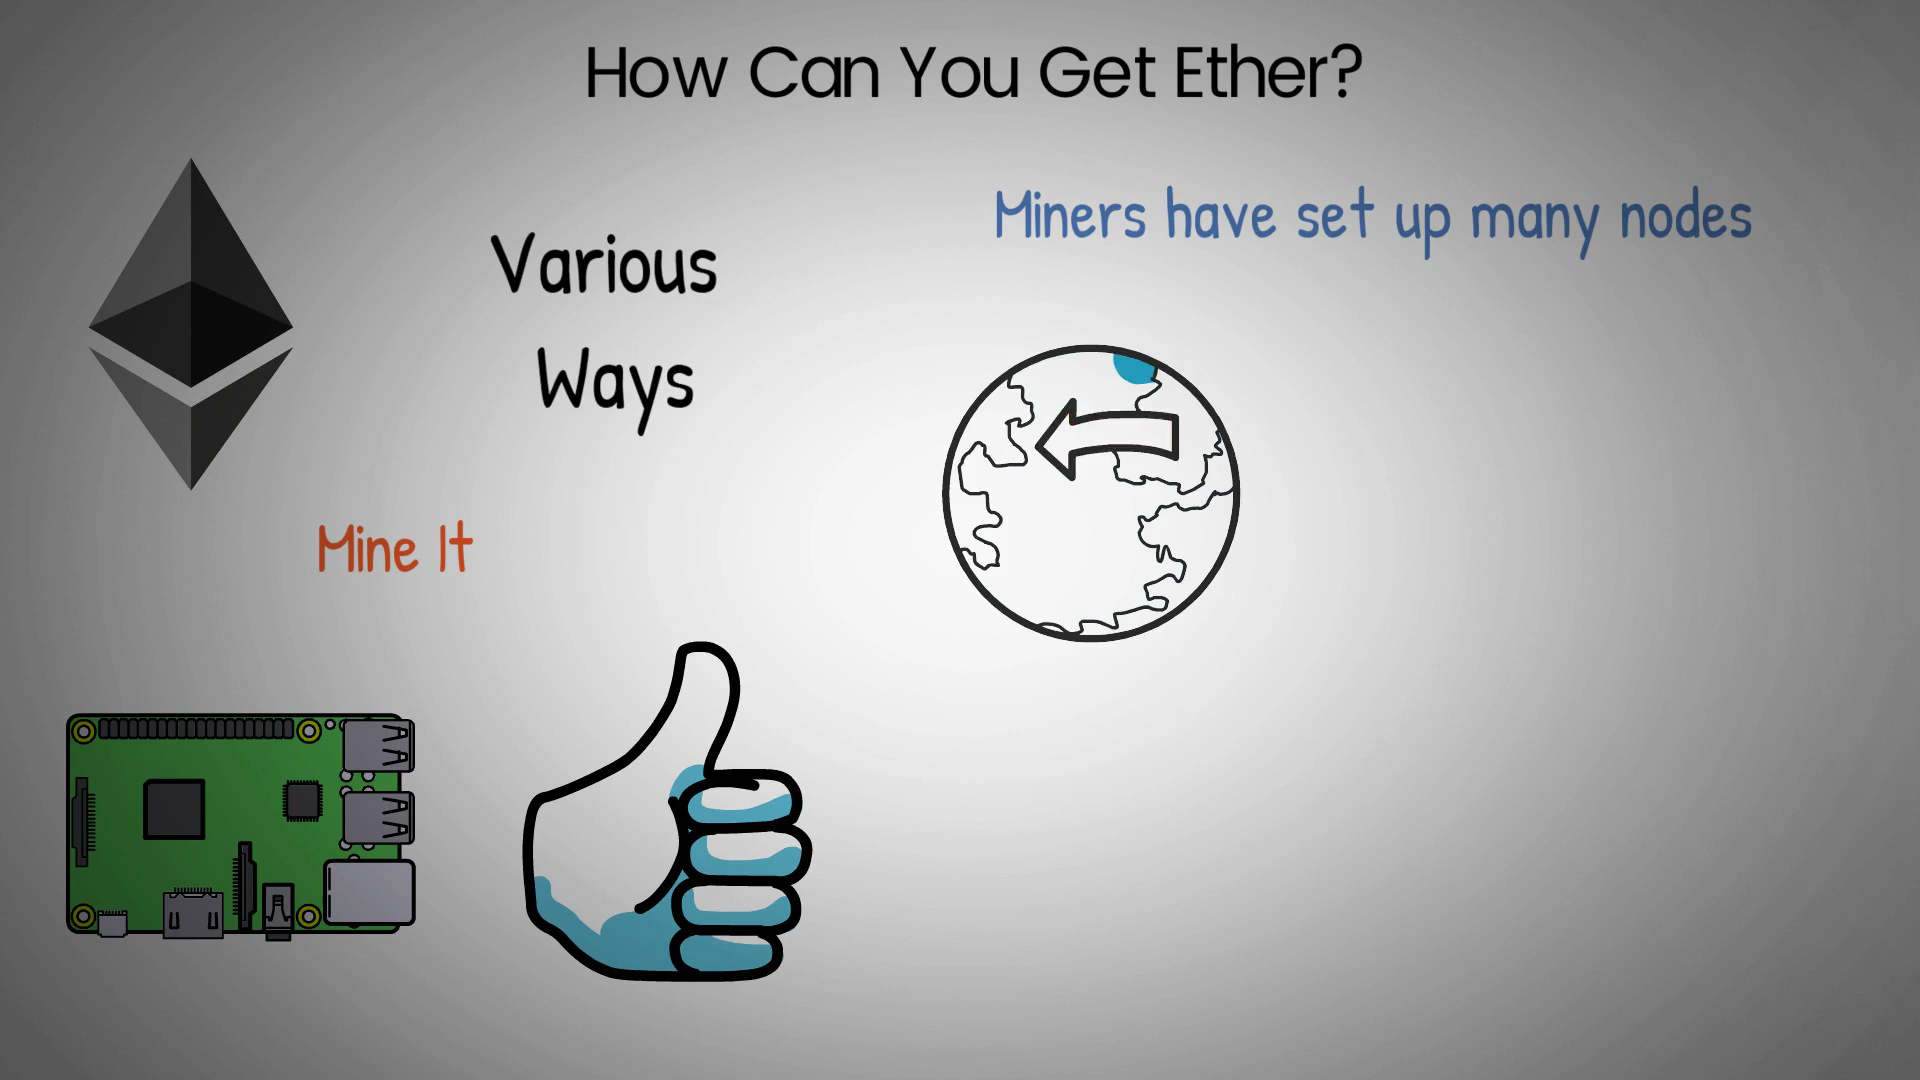 How Can You Get Ether?
Various
Ways
Miners have set up many nodes
Mine It